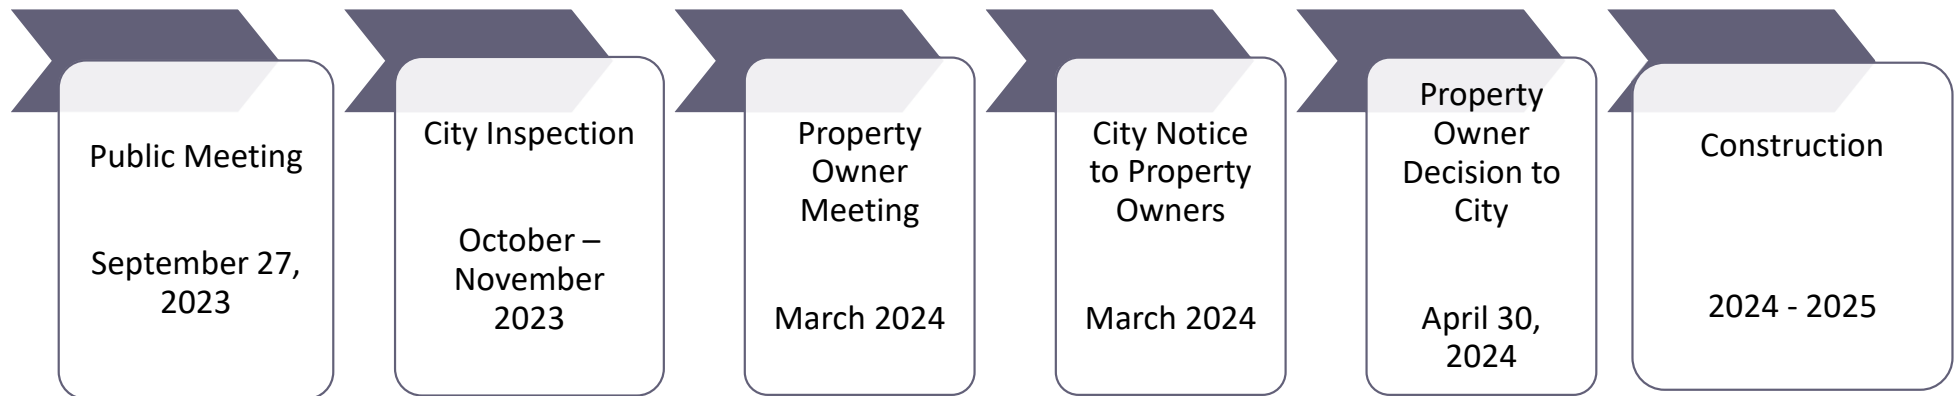 Public Meeting
September 27,
2023
City Inspection
October –
November
2023
Property
Owner
Meeting
March 2024
City Notice
to Property
Owners
March 2024
Property
Owner
Decision to
City
April 30,
2024
Construction
2024 - 2025